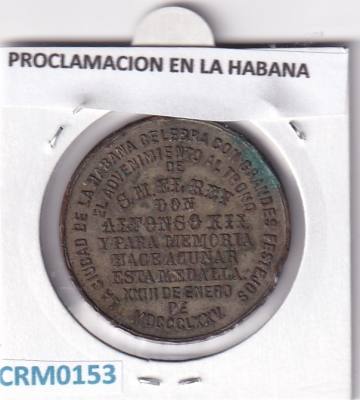 PROCLAMACION EN LA HABANA
LA CIUDAD DE LA HABANA CELEBRA CON GRANDES FESTEJOS
EL ADVENIMIENTO AL TRONO
DE
S.M. EL REY
DON
ALFONSO XII
Y PARA MEMORIA
HACE ACUÑAR
ESTA MEDALLA.
XXIII DE ENERO
DE
MDCCCLXXV.
CRM0153